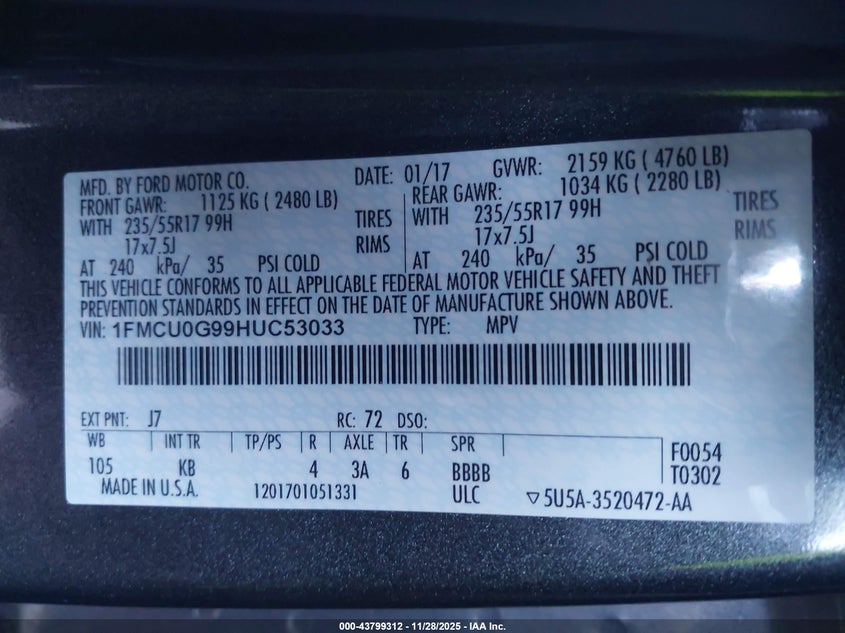 MFD. BY FORD MOTOR CO. DATE: 01/17 GVWR: 2159 KG ( 4760 LB)
FRONT GAWR: 1125 KG ( 2480 LB) REAR GAWR: 1034 KG ( 2280 LB)
WITH 235/55R17 99H TIRES WITH 235/55R17 99H TIRES
17x7.5J RIMS 17x7.5J RIMS
AT 240 kPa/ 35 PSI COLD AT 240 kPa/ 35 PSI COLD
THIS VEHICLE CONFORMS TO ALL APPLICABLE FEDERAL MOTOR VEHICLE SAFETY AND THEFT
PREVENTION STANDARDS IN EFFECT ON THE DATE OF MANUFACTURE SHOWN ABOVE.
VIN: 1FMCU0G99HUC53033 TYPE: MPV
EXT PNT: J7 RC: 72 DSO:
WB INT TR TP/PS R AXLE TR SPR F0054
105 KB 4 3A 6 BBBB T0302
MADE IN U.S.A. 1201701051331 ULC ▽5U5A-3520472-AA
000-43799312 - 11/28/2025 - IAA Inc.